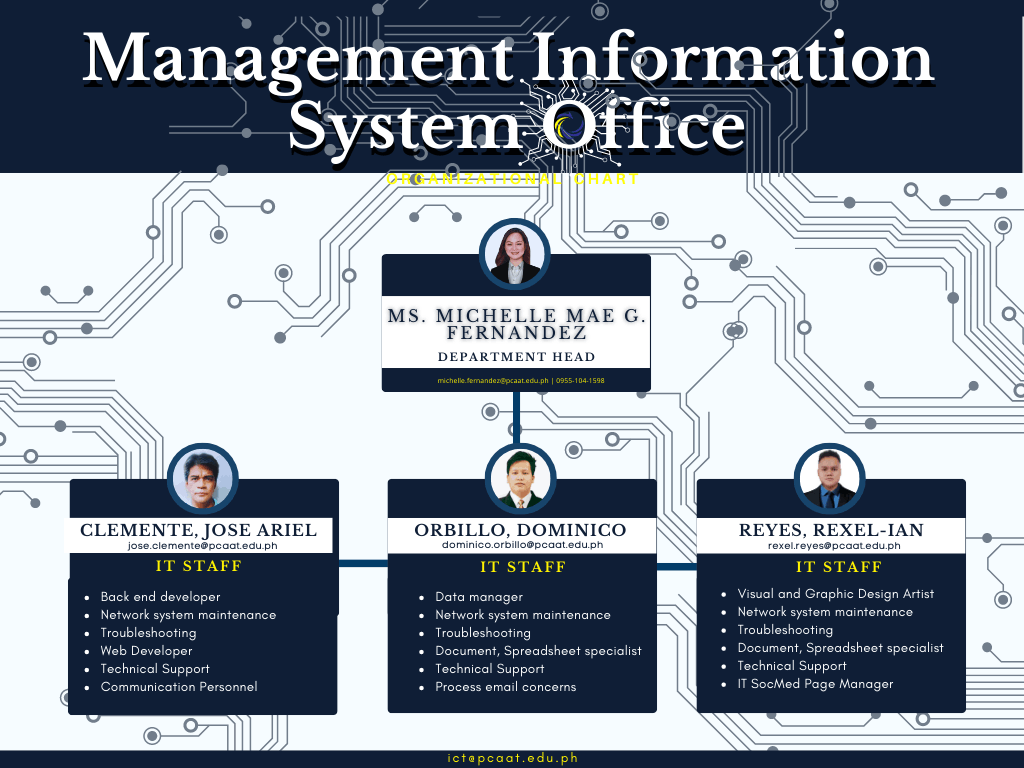 Management Information
System Office
ORGANIZATIONAL CHART
MS. MICHELLE MAE G.
FERNANDEZ
DEPARTMENT HEAD
michelle.fernandez@pcaat.edu.ph | 0955-104-1598
CLEMENTE, JOSE ARIEL
jose.clemente@pcaat.edu.ph
IT STAFF
• Back end developer
• Network system maintenance
• Troubleshooting
• Web Developer
• Technical Support
• Communication Personnel
ORBILLO, DOMINICO
dominico.orbillo@pcaat.edu.ph
IT STAFF
• Data manager
• Network system maintenance
• Troubleshooting
• Document, Spreadsheet specialist
• Technical Support
• Process email concerns
REYES, REXEL-IAN
rexel.reyes@pcaat.edu.ph
IT STAFF
• Visual and Graphic Design Artist
• Network system maintenance
• Troubleshooting
• Document, Spreadsheet specialist
• Technical Support
• IT SocMed Page Manager
ict@pcaat.edu.ph